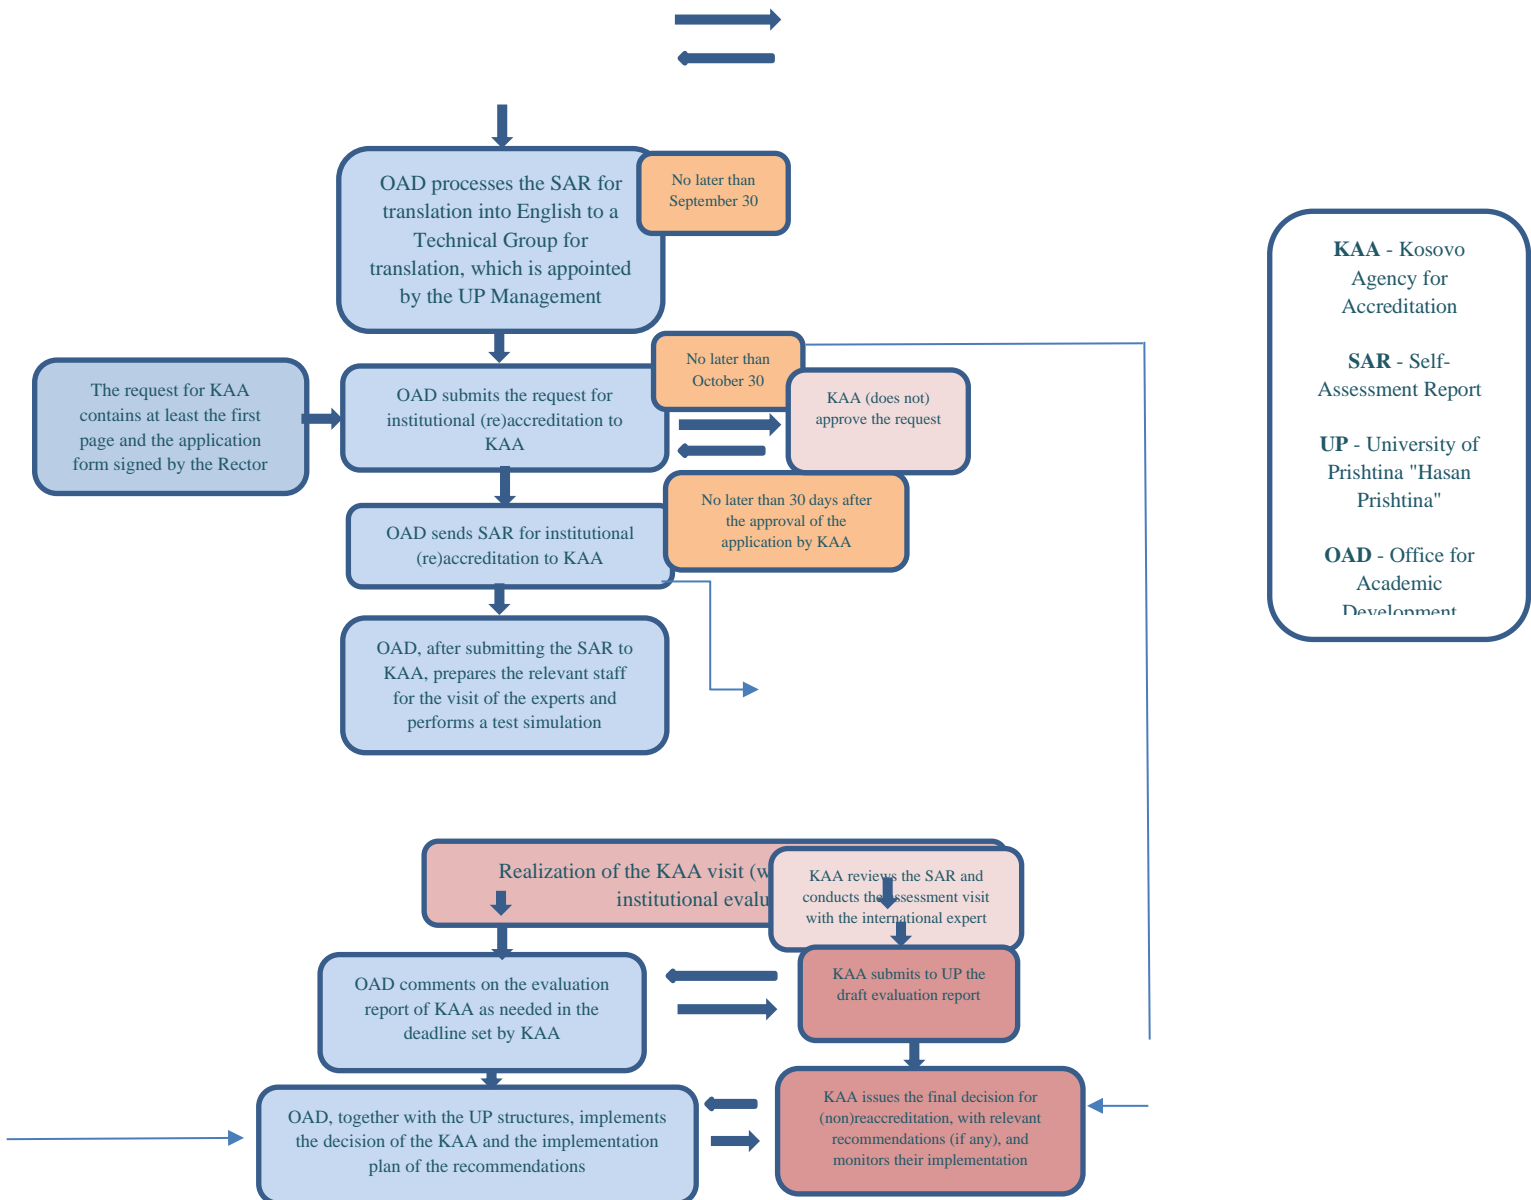 OAD processes the SAR for
translation into English to a
Technical Group for
translation, which is appointed
by the UP Management
No later than
September 30
KAA - Kosovo
Agency for
Accreditation
SAR - Self-
Assessment Report
UP - University of
Prishtina "Hasan
Prishtina"
OAD - Office for
Academic
Development
The request for KAA
contains at least the first
page and the application
form signed by the Rector
OAD submits the request for
institutional (re)accreditation to
KAA
No later than
October 30
KAA (does not)
approve the request
OAD sends SAR for institutional
(re)accreditation to KAA
No later than 30 days after
the approval of the
application by KAA
OAD, after submitting the SAR to
KAA, prepares the relevant staff
for the visit of the experts and
performs a test simulation
Realization of the KAA visit
institutional
KAA reviews the SAR and
conducts the assessment visit
with the international expert
OAD comments on the evaluation
report of KAA as needed in the
deadline set by KAA
KAA submits to UP the
draft evaluation report
OAD, together with the UP structures, implements
the decision of the KAA and the implementation
plan of the recommendations
KAA issues the final decision for
(non)reaccreditation, with relevant
recommendations (if any), and
monitors their implementation